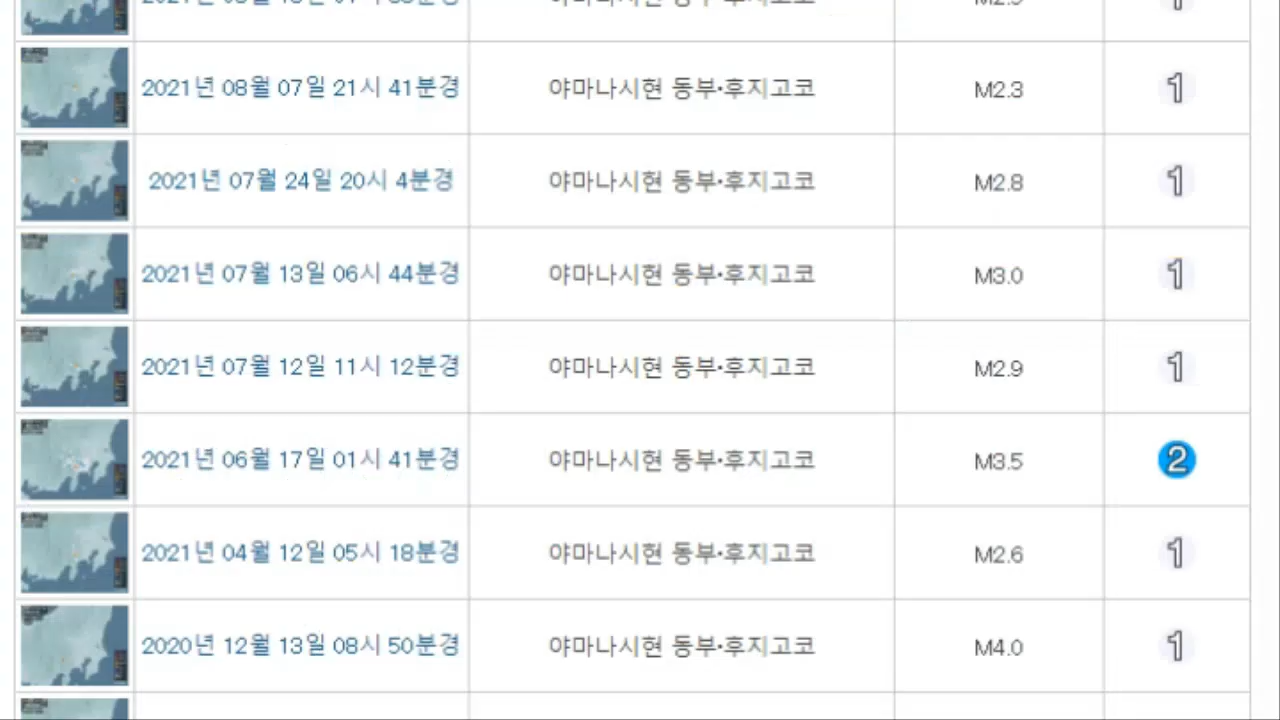 2021년 08월 07일 21시 41분경 야마나시현 동부·후지고코 M2.3 1
2021년 07월 24일 20시 4분경 야마나시현 동부·후지고코 M2.8 1
2021년 07월 13일 06시 44분경 야마나시현 동부·후지고코 M3.0 1
2021년 07월 12일 11시 12분경 야마나시현 동부·후지고코 M2.9 1
2021년 06월 17일 01시 41분경 야마나시현 동부·후지고코 M3.5 2
2021년 04월 12일 05시 18분경 야마나시현 동부·후지고코 M2.6 1
2020년 12월 13일 08시 50분경 야마나시현 동부·후지고코 M4.0 1